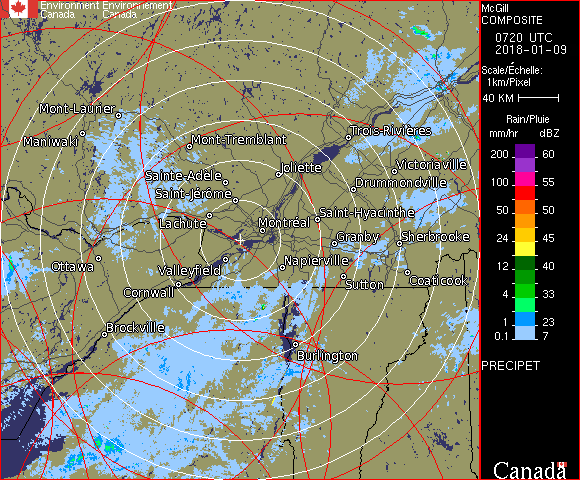 Environment Environnement
Canada Canada
McGill
COMPOSITE
0720 UTC
2018-01-09
Scale/Échelle:
1km/Pixel
40 KM
Rain/Pluie
mm/hr dBZ
200 60
100 55
50 50
24 45
12 40
4 33
1 23
0.1 7
PRECIPET
Canada
Mont-Laurier
Maniwaki
Mont-Tremblant
Trois-Rivières
Sainte-Adèle
Joliette
Victoriaville
Saint-Jérôme
Drummondville
Lachute
Montréal
Saint-Hyacinthe
Granby
Sherbrooke
Ottawa
Valleyfield
Napierville
Cornwall
Sutton
Coaticook
Brockville
Burlington